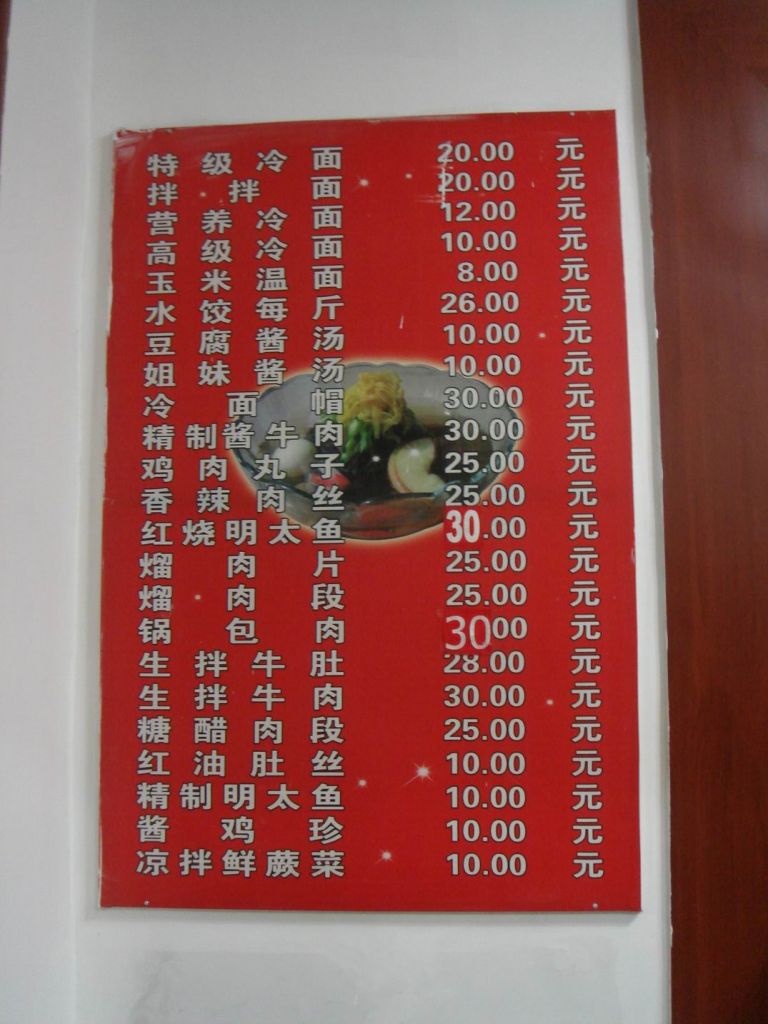 特级冷面 20.00 元
拌拌面 20.00 元
营养冷面 12.00 元
高级冷面 10.00 元
玉米温面 8.00 元
水饺每斤 26.00 元
豆腐酱汤 10.00 元
姐妹酱汤 10.00 元
冷面帽 30.00 元
精制酱牛肉 30.00 元
鸡肉丸子 25.00 元
香辣肉丝 25.00 元
红烧明太鱼 30.00 元
熘肉片 25.00 元
熘肉段 25.00 元
锅包肉 30.00 元
生拌牛肚 28.00 元
生拌牛肉 30.00 元
糖醋肉段 25.00 元
红油肚丝 10.00 元
精制明太鱼 10.00 元
酱鸡珍 10.00 元
凉拌鲜蕨菜 10.00 元